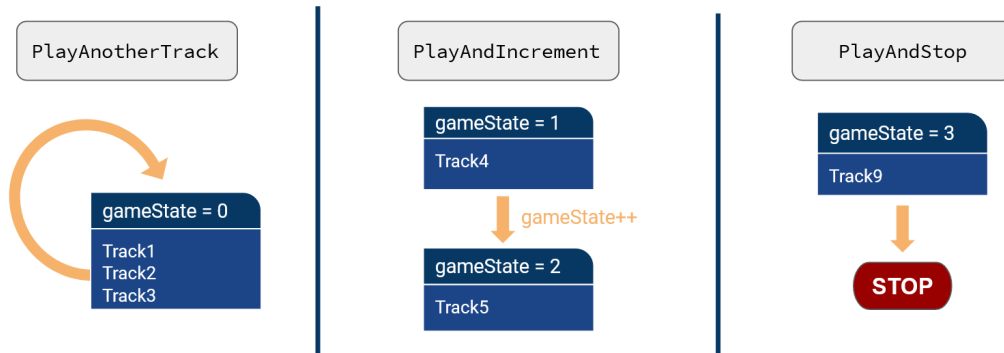 PlayAnotherTrack
gameState = 0
Track1
Track2
Track3
PlayAndIncrement
gameState = 1
Track4
gameState++
gameState = 2
Track5
PlayAndStop
gameState = 3
Track9
STOP